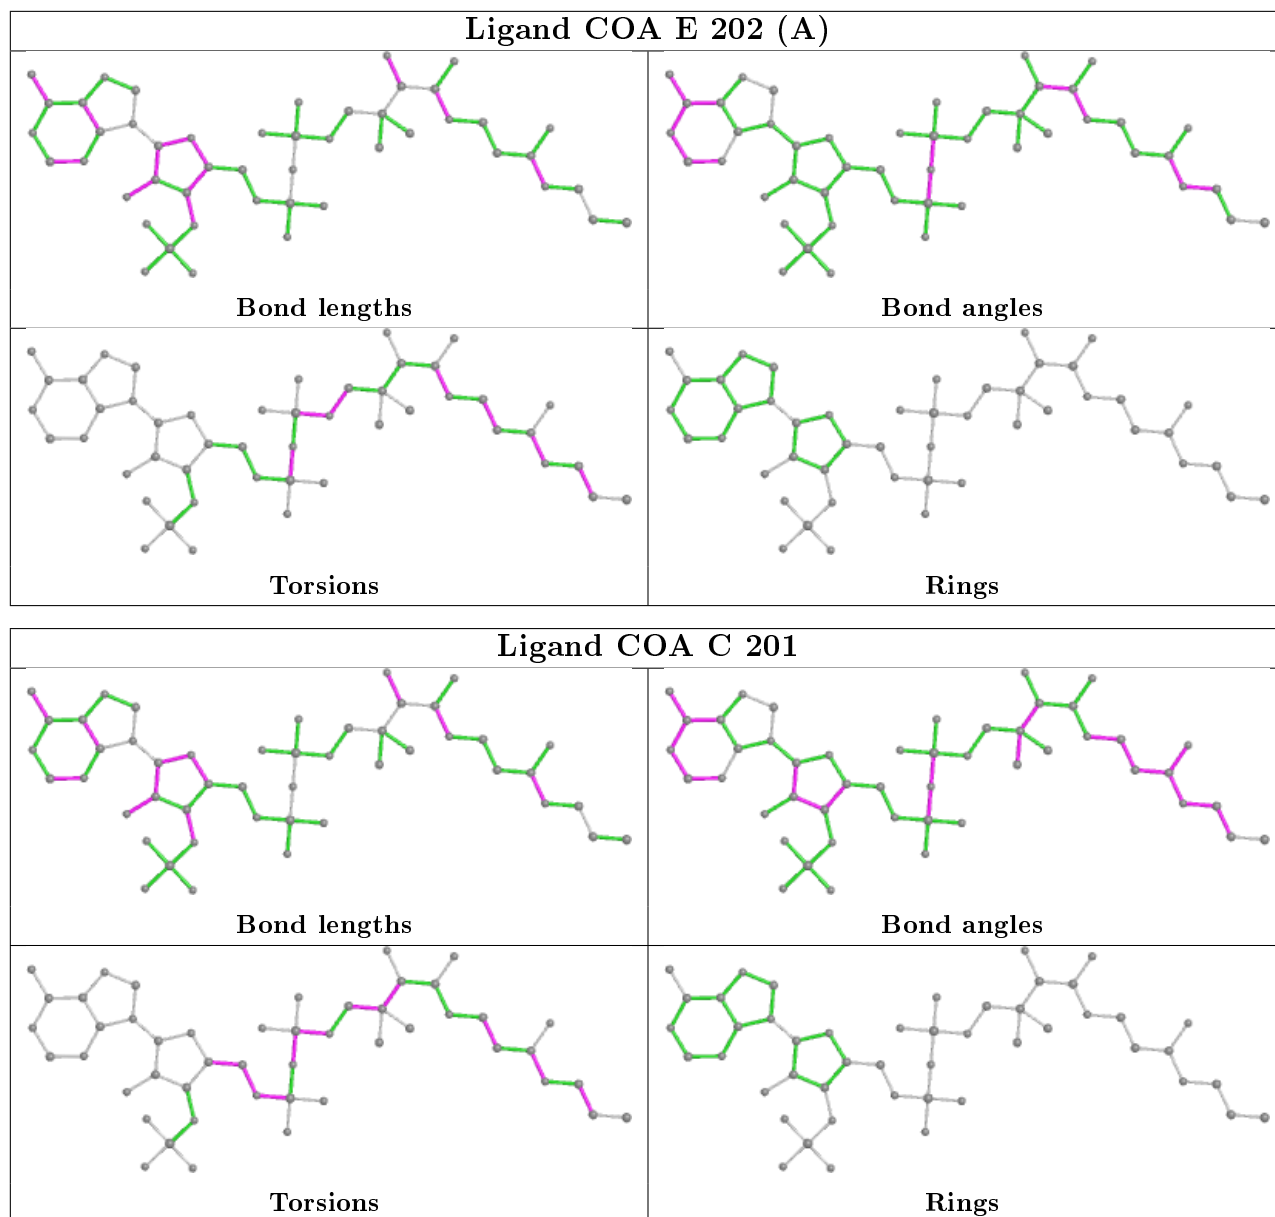 Ligand COA E 202 (A)
Bond lengths
Bond angles
Torsions
Rings
Ligand COA C 201
Bond lengths
Bond angles
Torsions
Rings